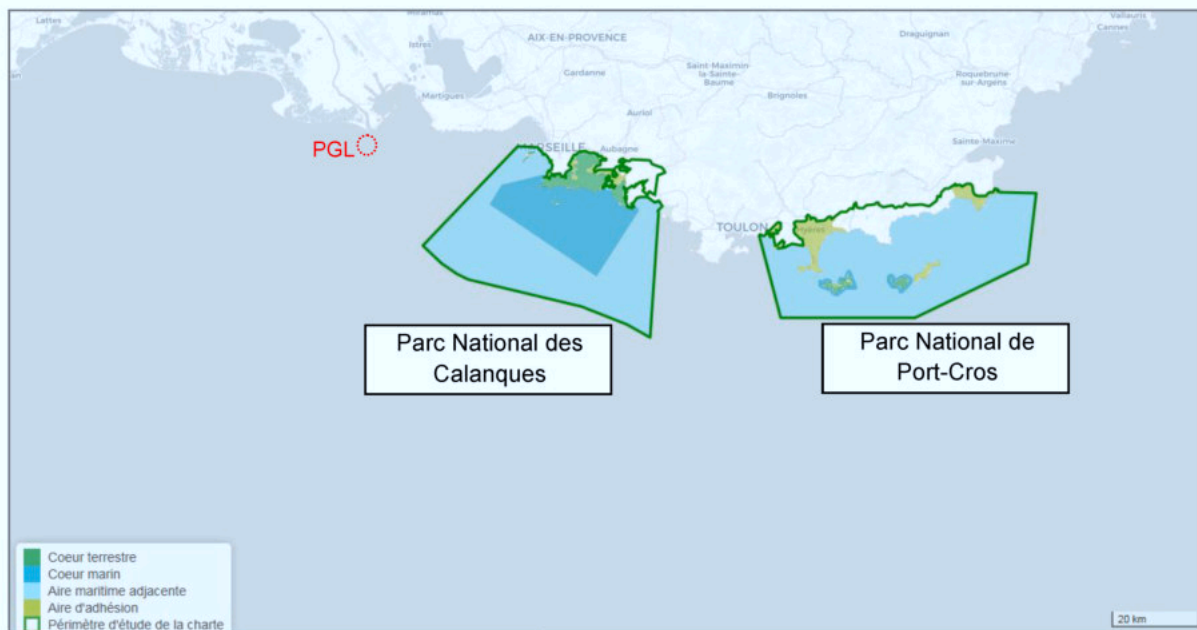 Miramas
Lattes
Istres
AIX-EN-PROVENCE
Draguignan
Vallauris
Cannes
Gardanne
Saint-Maximin
la-Sainte-
Baume
Roquebrune-
sur-Argens
Martigues
Auriol
Brignoles
PGL
MARSEILLE
Aubagne
Sainte-Maxime
TOULON
Hyères
Parc National des
Calanques
Parc National de
Port-Cros
Coeur terrestre
Coeur marin
Aire maritime adjacente
Aire d'adhésion
Périmètre d'étude de la charte
20 km